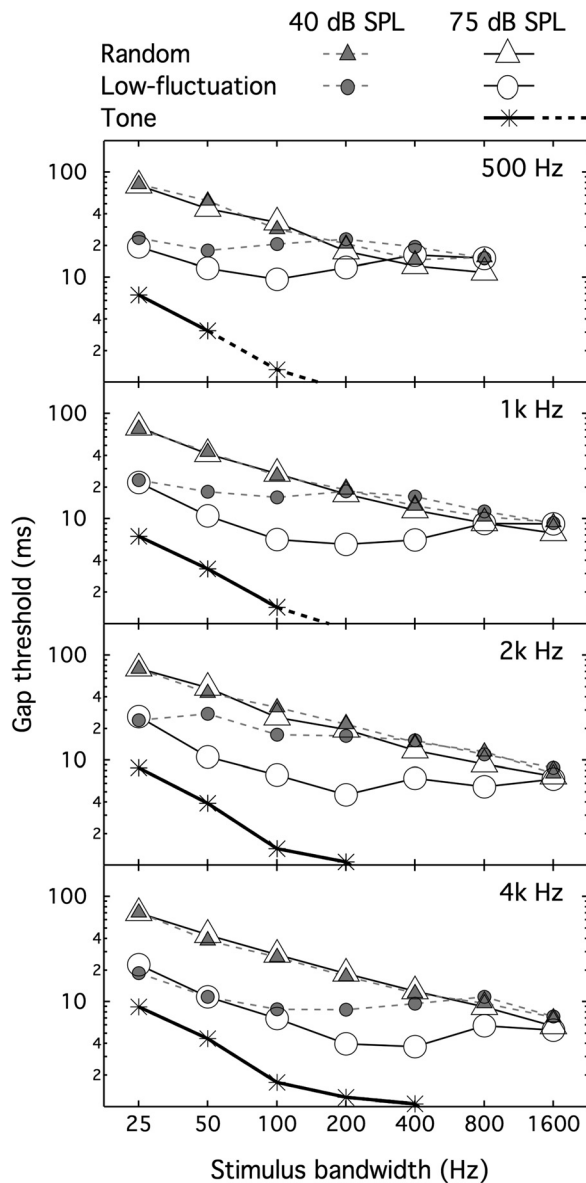 40 dB SPL 75 dB SPL
Random
Low-fluctuation
Tone
500 Hz
100
4
2
10
4
2
1k Hz
100
4
2
10
4
2
2k Hz
100
4
2
10
4
2
4k Hz
100
4
2
10
4
2
Gap threshold (ms)
25 50 100 200 400 800 1600
Stimulus bandwidth (Hz)